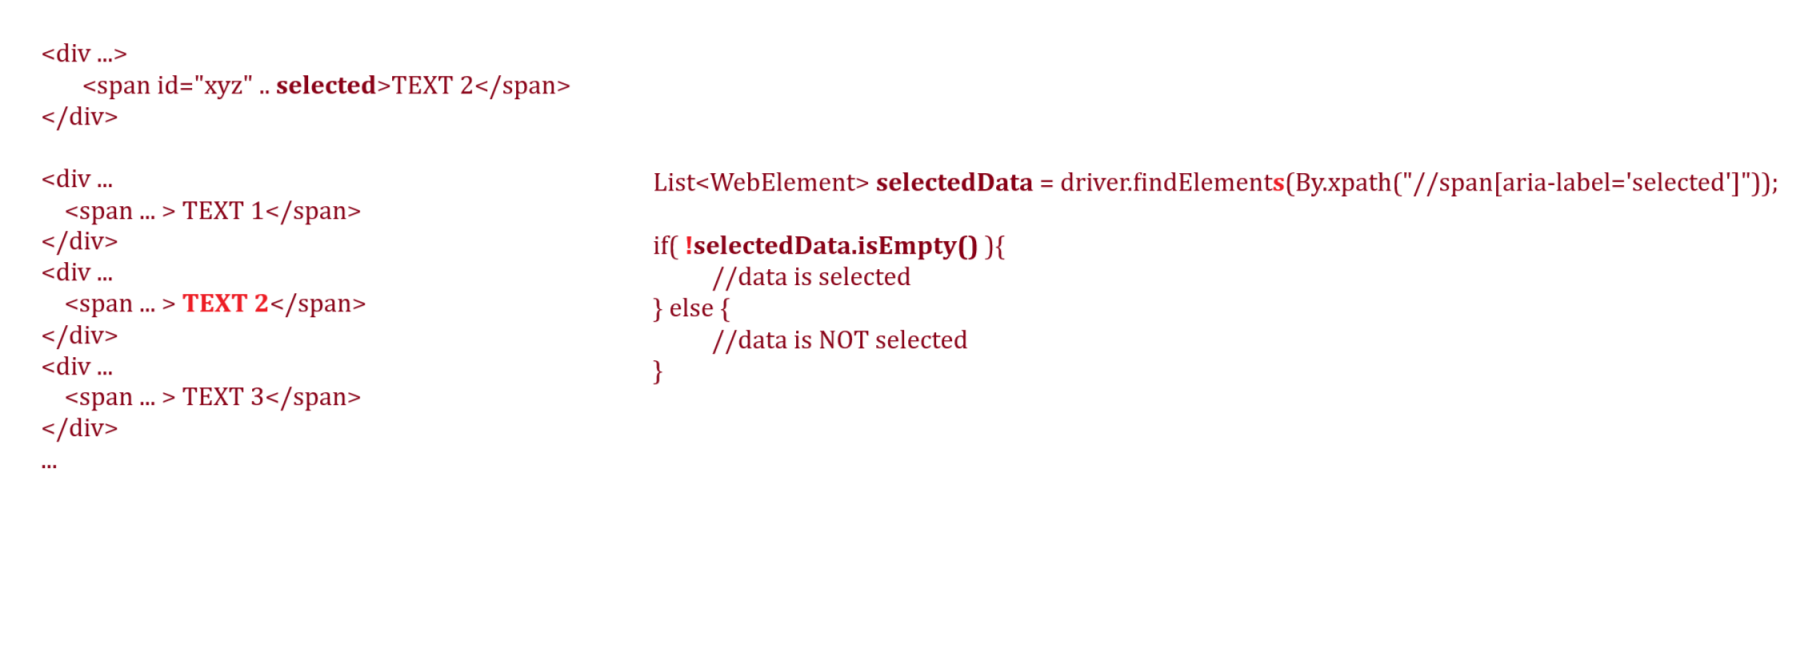 <div ...>
<span id="xyz" .. selected>TEXT 2</span>
</div>
<div ...
<span ... > TEXT 1</span>
</div>
<div ...
<span ... > TEXT 2</span>
</div>
<div ...
<span ... > TEXT 3</span>
</div>
...
List<WebElement> selectedData = driver.findElements(By.xpath("//span[aria-label='selected']"));
if( !selectedData.isEmpty() ){
//data is selected
} else {
//data is NOT selected
}